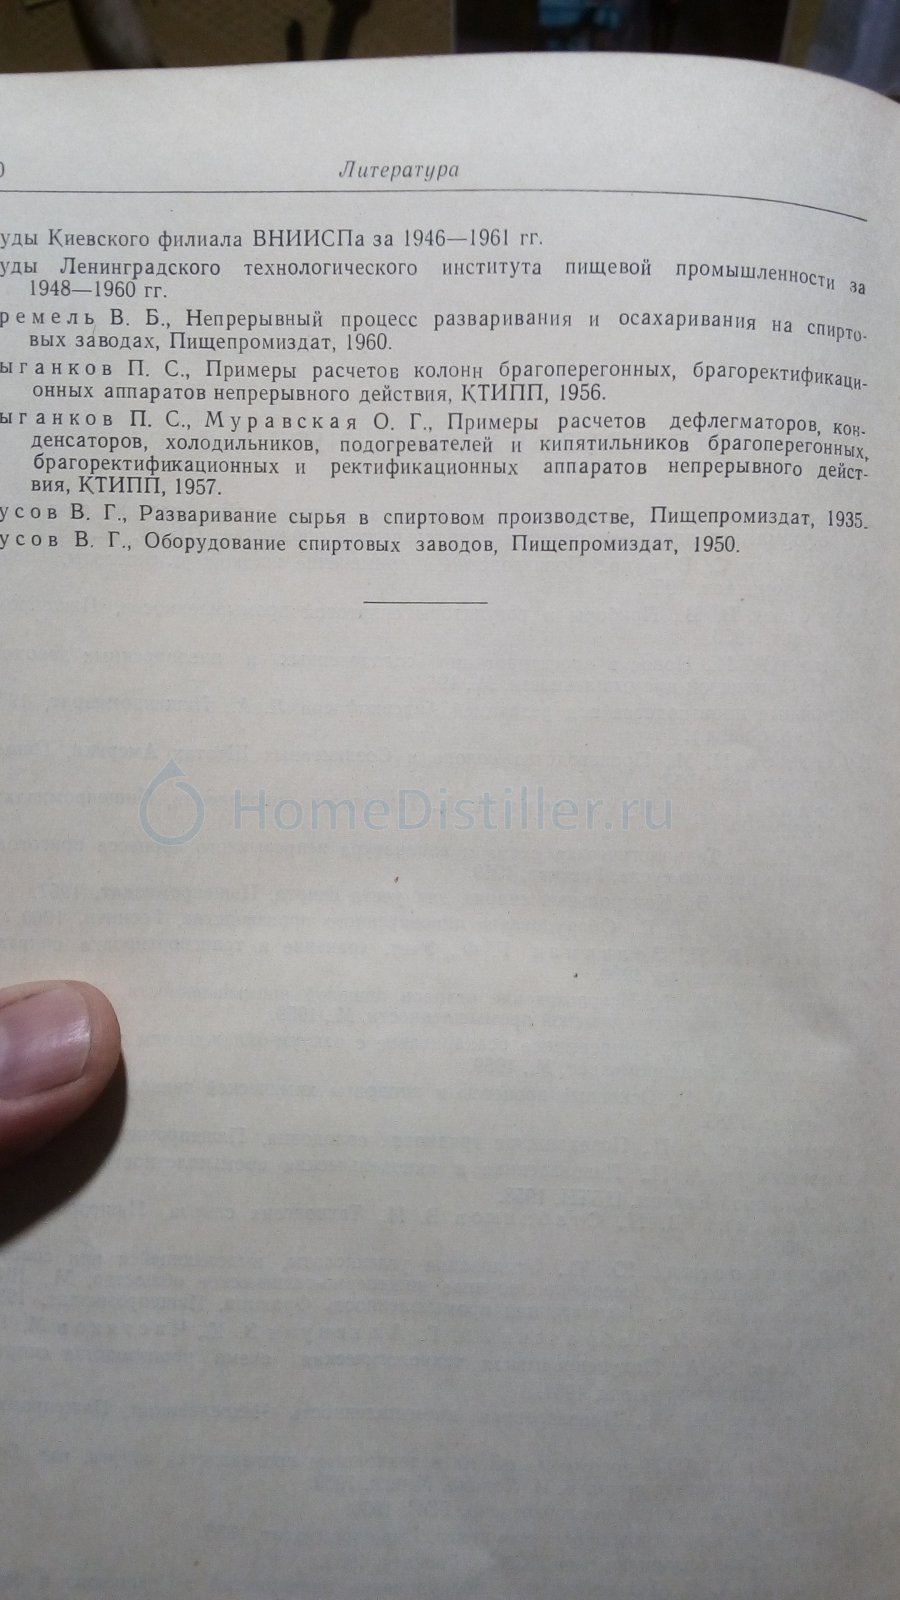 0 Литература
уды Киевского филиала ВНИИСПа за 1946—1961 гг.
уды Ленинградского технологического института пищевой промышленности за
1948—1960 гг.
ремель В. Б., Непрерывный процесс разваривания и осахаривания на спирто-
вых заводах, Пищепромиздат, 1960.
ыганков П. С., Примеры расчетов колонн брагоперегонных, брагоректификаци-
онных аппаратов непрерывного действия, КТИПП, 1956.
ыганков П. С., Муравская О. Г., Примеры расчетов дефлегматоров, кон-
денсаторов, холодильников, подогревателей и кипятильников брагоперегонных,
брагоректификационных и ректификационных аппаратов непрерывного дейст-
вия, КТИПП, 1957.
усов В. Г., Разваривание сырья в спиртовом производстве, Пищепромиздат, 1935.
усов В. Г., Оборудование спиртовых заводов, Пищепромиздат, 1950.
HomeDistiller.ru